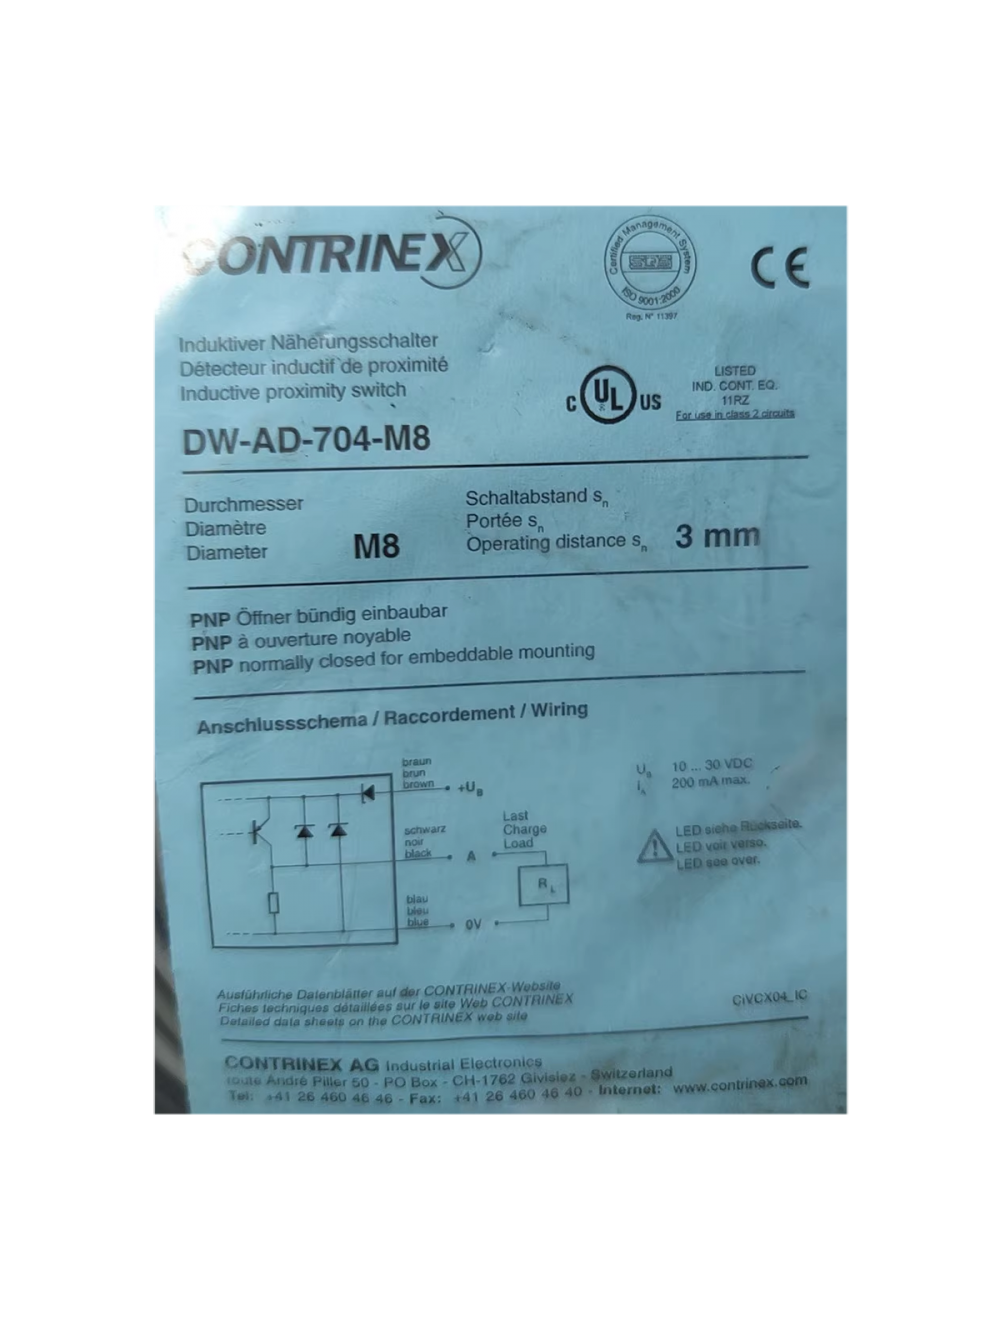 CONTRINEX
Certified Management System
SQS
ISO 9001:2000
Reg. N° 11397
CE
Induktiver Näherungsschalter
Détecteur inductif de proximité
Inductive proximity switch
C UL US
LISTED
IND. CONT. EQ.
11RZ
For use in class 2 circuits
DW-AD-704-M8
Durchmesser
Diamètre
Diameter
M8
Schaltabstand sn
Portée sn
Operating distance sn
3 mm
PNP Öffner bündig einbaubar
PNP à ouverture noyable
PNP normally closed for embeddable mounting
Anschlussschema / Raccordement / Wiring
braun
brun
brown
+UB
schwarz
noir
black
A
Last
Charge
Load
RL
blau
bleu
blue
0V
UB 10 ... 30 VDC
IA 200 mA max.
LED siehe Rückseite.
LED voir verso.
LED see over.
Ausführliche Datenblätter auf der CONTRINEX-Website
Fiches techniques détaillées sur le site Web CONTRINEX
Detailed data sheets on the CONTRINEX web site
CiVCX04_IC
CONTRINEX AG Industrial Electronics
route André Piller 50 - PO Box - CH-1762 Givisiez - Switzerland
Tel: +41 26 460 46 46 - Fax: +41 26 460 46 40 - Internet: www.contrinex.com